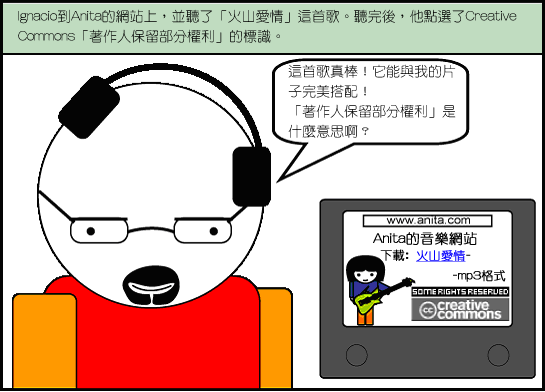 Ignacio到Anita的網站上，並聽了「火山愛情」這首歌。聽完後，他點選了Creative
Commons「著作人保留部分權利」的標識。
這首歌真棒！它能與我的片
子完美搭配！
「著作人保留部分權利」是
什麼意思啊？
www.anita.com
Anita的音樂網站
下載: 火山愛情-
-mp3格式
SOME RIGHTS RESERVED
cc creative
commons